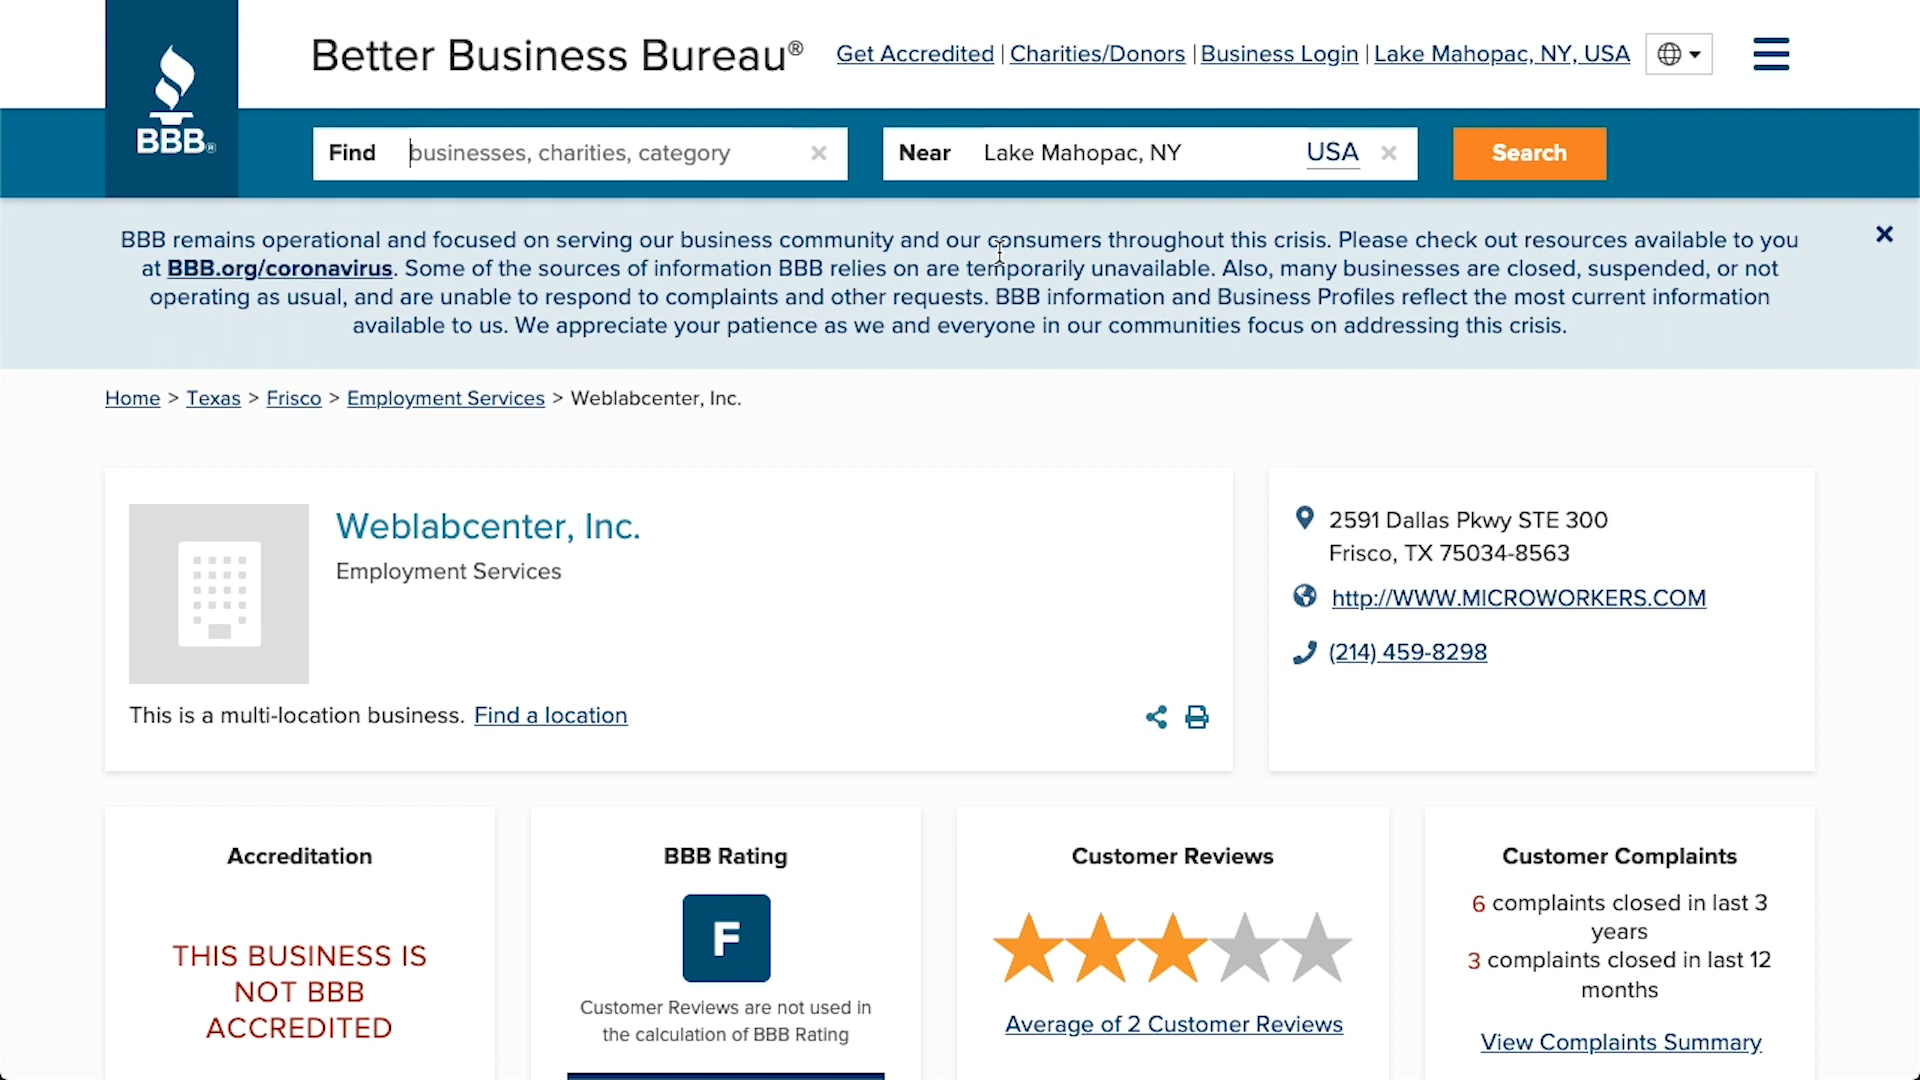 Better Business Bureau®
Get Accredited | Charities/Donors | Business Login | Lake Mahopac, NY, USA
BBB®
Find businesses, charities, category
Near Lake Mahopac, NY USA
Search
BBB remains operational and focused on serving our business community and our consumers throughout this crisis. Please check out resources available to you
at BBB.org/coronavirus. Some of the sources of information BBB relies on are temporarily unavailable. Also, many businesses are closed, suspended, or not
operating as usual, and are unable to respond to complaints and other requests. BBB information and Business Profiles reflect the most current information
available to us. We appreciate your patience as we and everyone in our communities focus on addressing this crisis.
Home > Texas > Frisco > Employment Services > Weblabcenter, Inc.
Weblabcenter, Inc.
Employment Services
This is a multi-location business. Find a location
2591 Dallas Pkwy STE 300
Frisco, TX 75034-8563
http://WWW.MICROWORKERS.COM
(214) 459-8298
Accreditation
THIS BUSINESS IS
NOT BBB
ACCREDITED
BBB Rating
F
Customer Reviews are not used in
the calculation of BBB Rating
Customer Reviews
Average of 2 Customer Reviews
Customer Complaints
6 complaints closed in last 3
years
3 complaints closed in last 12
months
View Complaints Summary